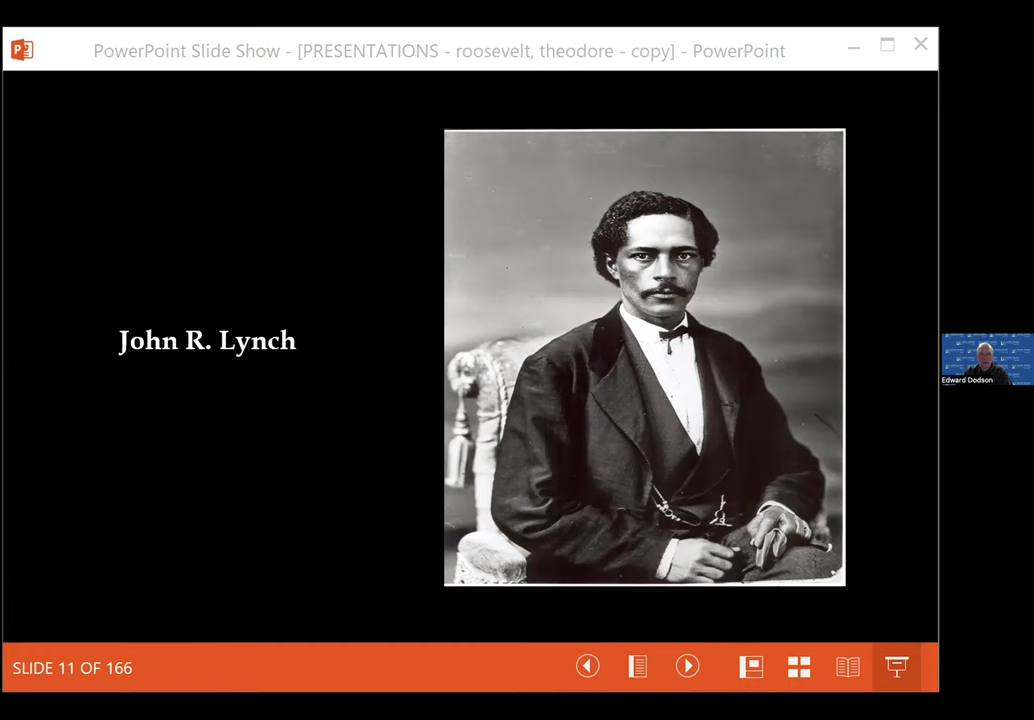 PowerPoint Slide Show - [PRESENTATIONS - roosevelt, theodore - copy] - PowerPoint
John R. Lynch
Edward Dodson
SLIDE 11 OF 166